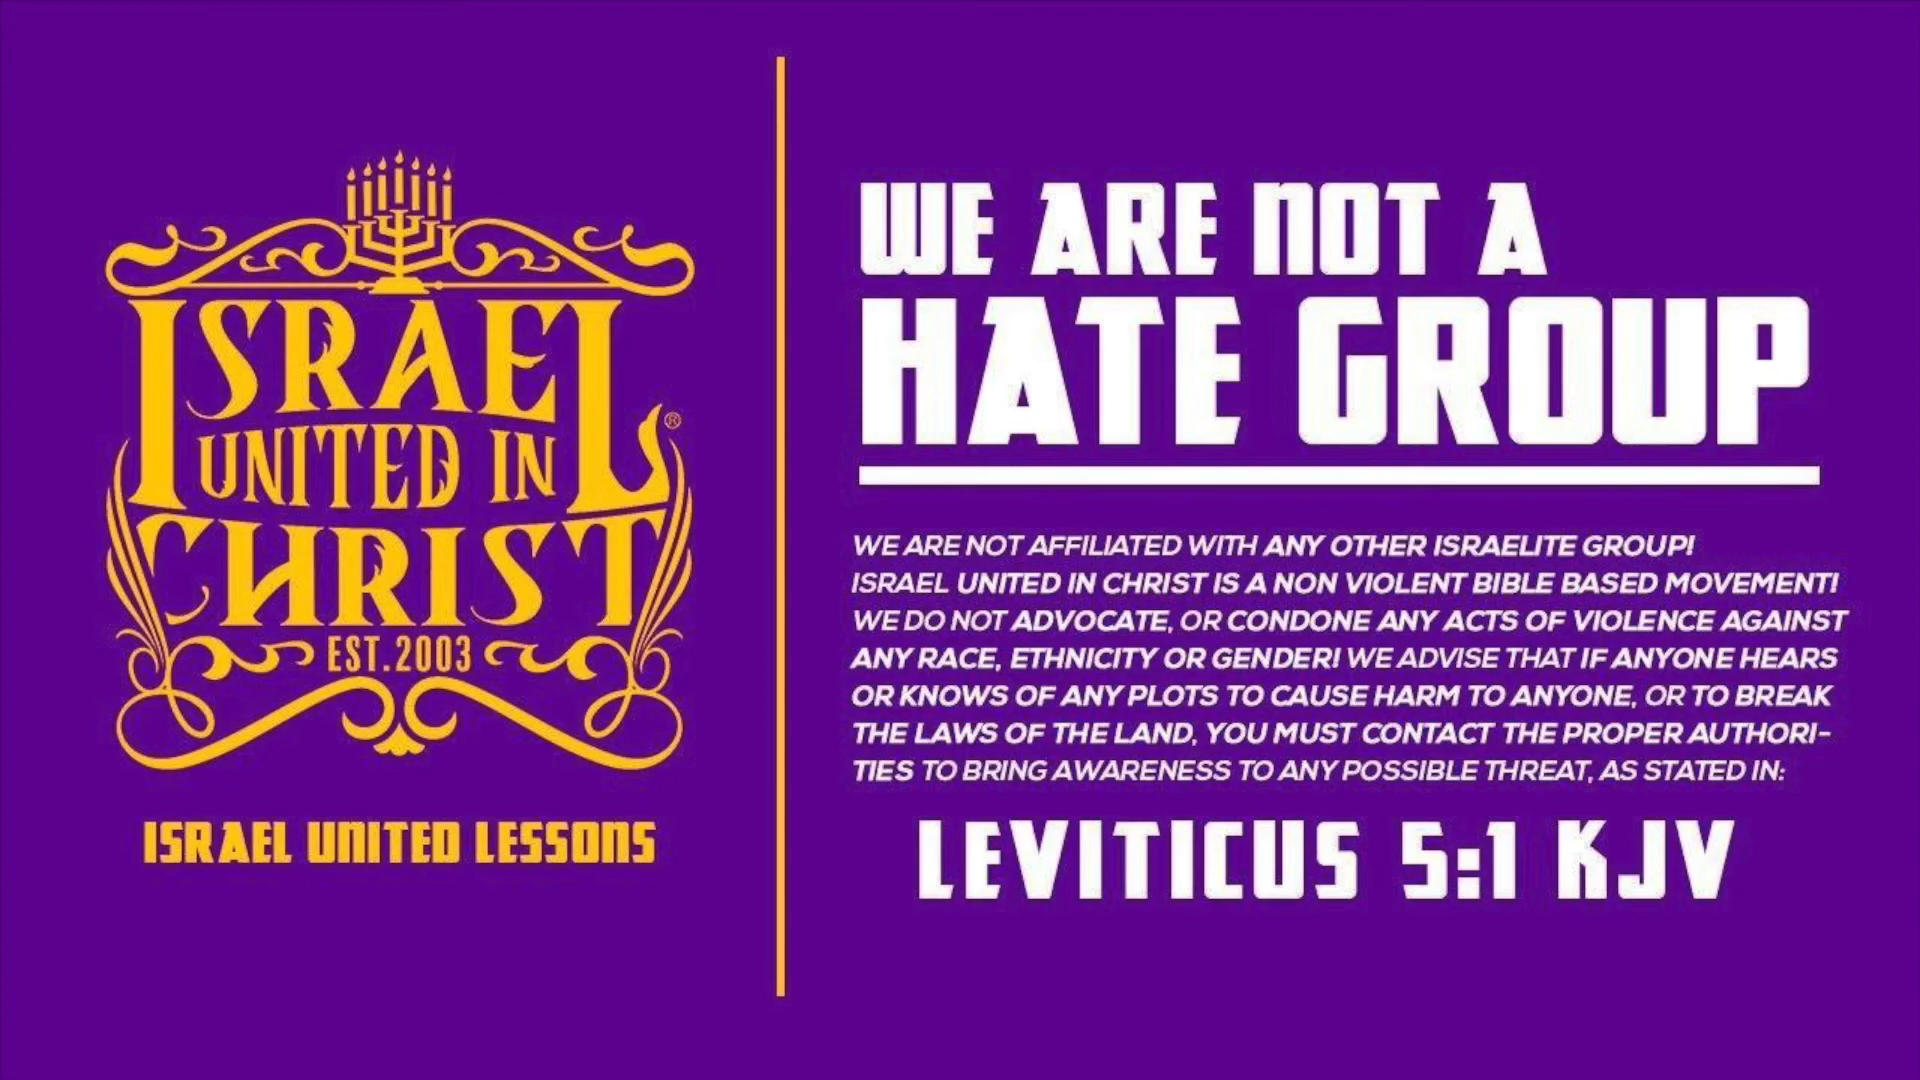 ISRAEL
UNITED IN
CHRIST®
EST.2003
ISRAEL UNITED LESSONS
WE ARE NOT A
HATE GROUP
WE ARE NOT AFFILIATED WITH ANY OTHER ISRAELITE GROUP!
ISRAEL UNITED IN CHRIST IS A NON VIOLENT BIBLE BASED MOVEMENT!
WE DO NOT ADVOCATE, OR CONDONE ANY ACTS OF VIOLENCE AGAINST
ANY RACE, ETHNICITY OR GENDER! WE ADVISE THAT IF ANYONE HEARS
OR KNOWS OF ANY PLOTS TO CAUSE HARM TO ANYONE, OR TO BREAK
THE LAWS OF THE LAND, YOU MUST CONTACT THE PROPER AUTHORI-
TIES TO BRING AWARENESS TO ANY POSSIBLE THREAT, AS STATED IN:
LEVITICUS 5:1 KJV